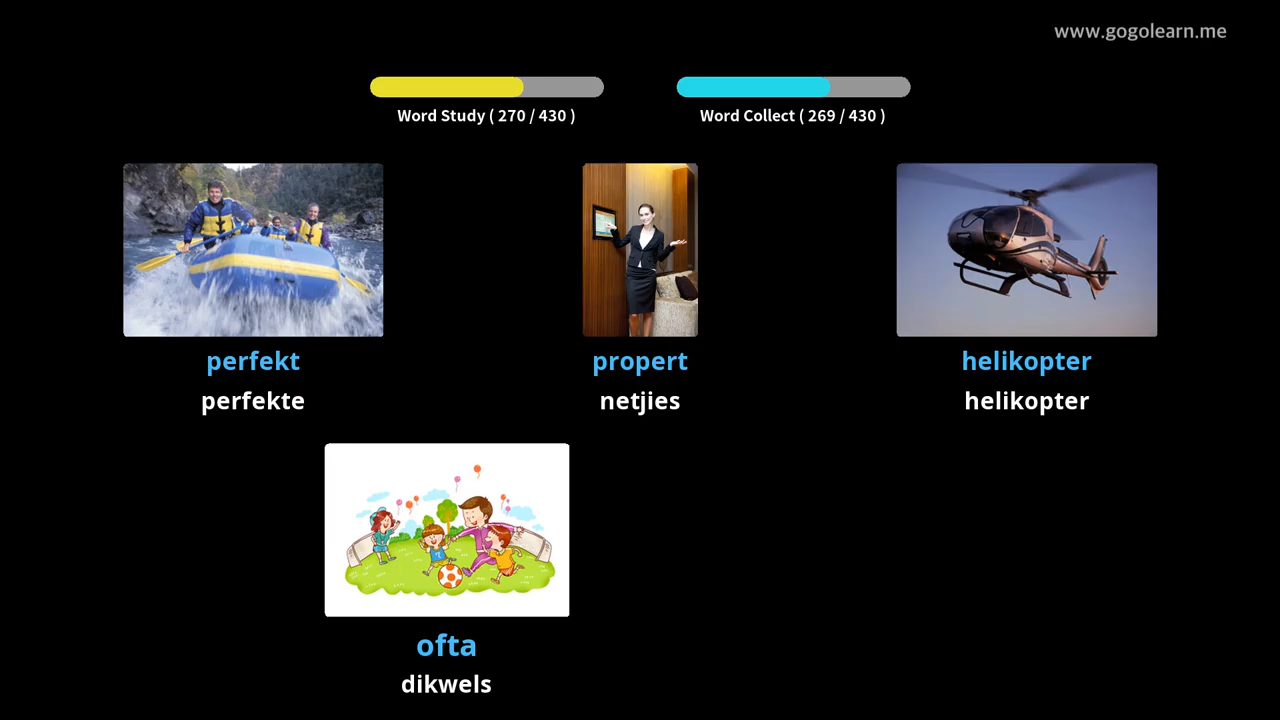 www.gogolearn.me
Word Study ( 270 / 430 )
Word Collect ( 269 / 430 )
perfekt
perfekte
propert
netjies
helikopter
helikopter
ofta
dikwels